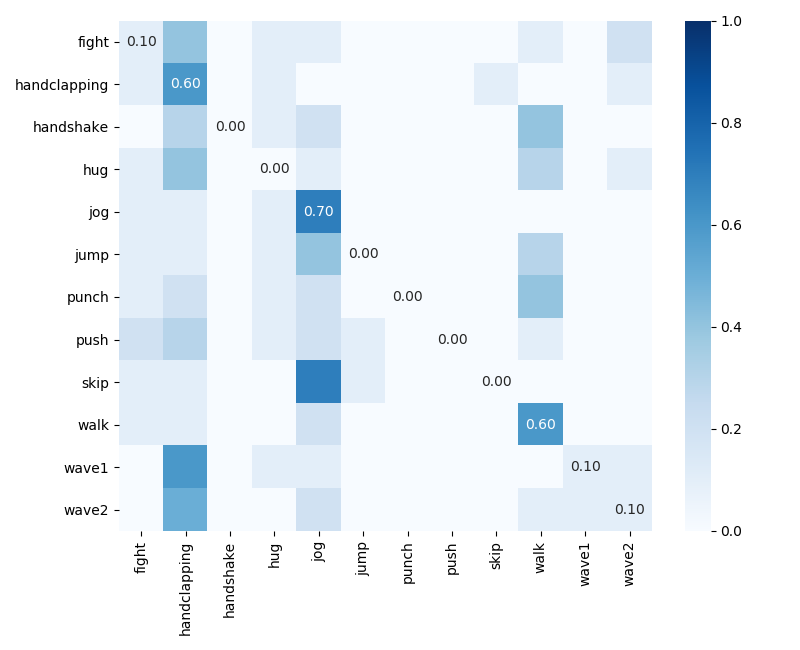 fight 0.10
handclapping 0.60
handshake 0.00
hug 0.00
jog 0.70
jump 0.00
punch 0.00
push 0.00
skip 0.00
walk 0.60
wave1 0.10
wave2 0.10
fight handclapping handshake hug jog jump punch push skip walk wave1 wave2
1.0
0.8
0.6
0.4
0.2
0.0